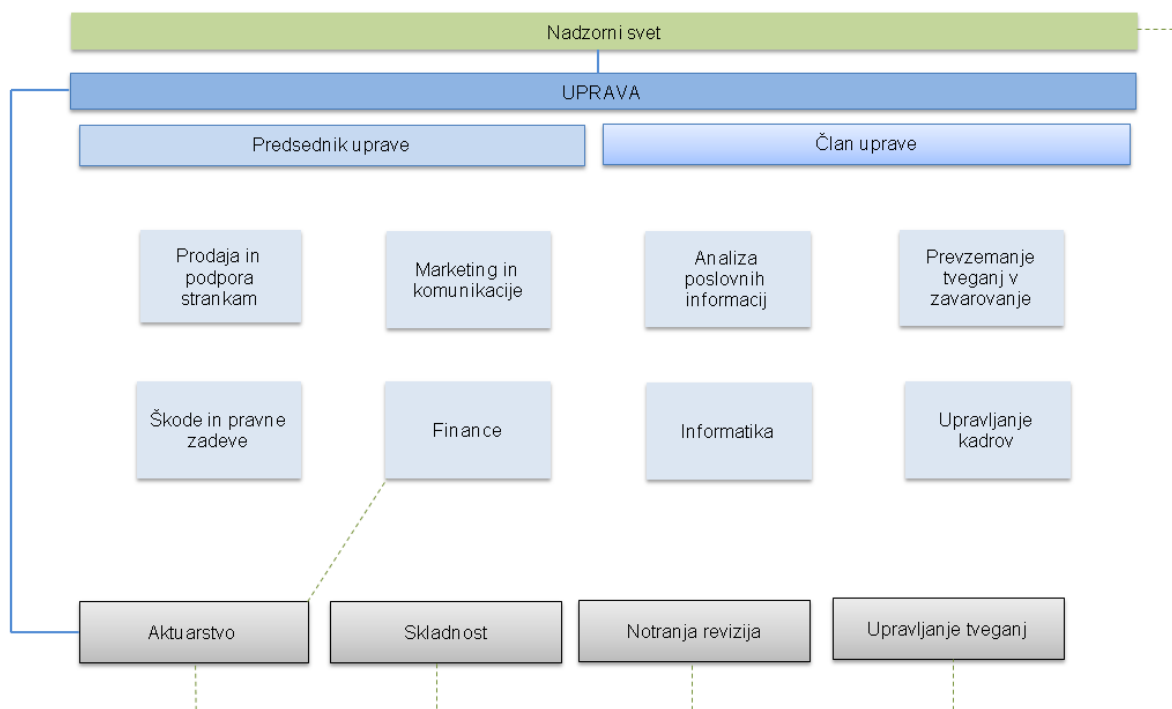 Nadzorni svet
UPRAVA
Predsednik uprave
Član uprave
Prodaja in
podpora
strankam
Marketing in
komunikacije
Analiza
poslovnih
informacij
Prevzemanje
tveganj v
zavarovanje
Škode in pravne
zadeve
Finance
Informatika
Upravljanje
kadrov
Aktuarstvo
Skladnost
Notranja revizija
Upravljanje tveganj